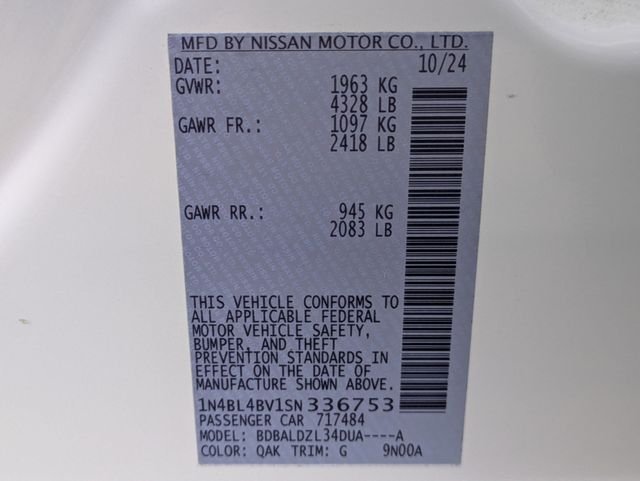 MFD BY NISSAN MOTOR CO., LTD.
DATE: 10/24
GVWR: 1963 KG
4328 LB
GAWR FR.: 1097 KG
2418 LB
GAWR RR.: 945 KG
2083 LB
THIS VEHICLE CONFORMS TO
ALL APPLICABLE FEDERAL
MOTOR VEHICLE SAFETY,
BUMPER, AND THEFT
PREVENTION STANDARDS IN
EFFECT ON THE DATE OF
MANUFACTURE SHOWN ABOVE.
1N4BL4BV1SN336753
PASSENGER CAR 717484
MODEL: BDBALDZL34DUA----A
COLOR: QAK TRIM: G 9N00A